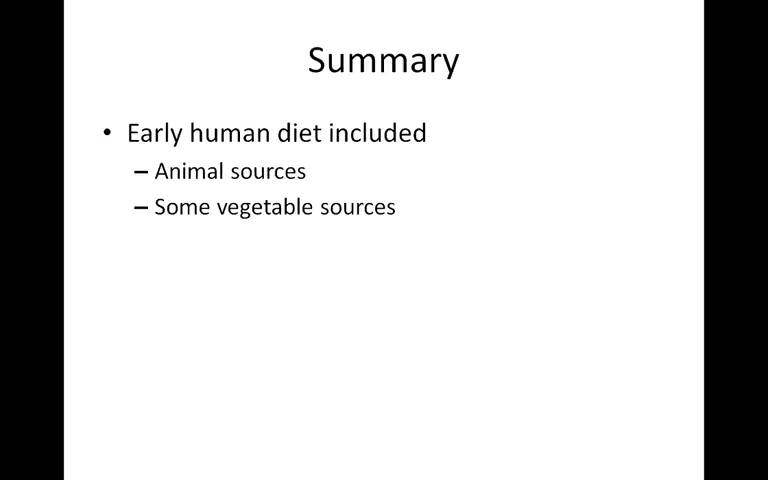 Summary
• Early human diet included
– Animal sources
– Some vegetable sources